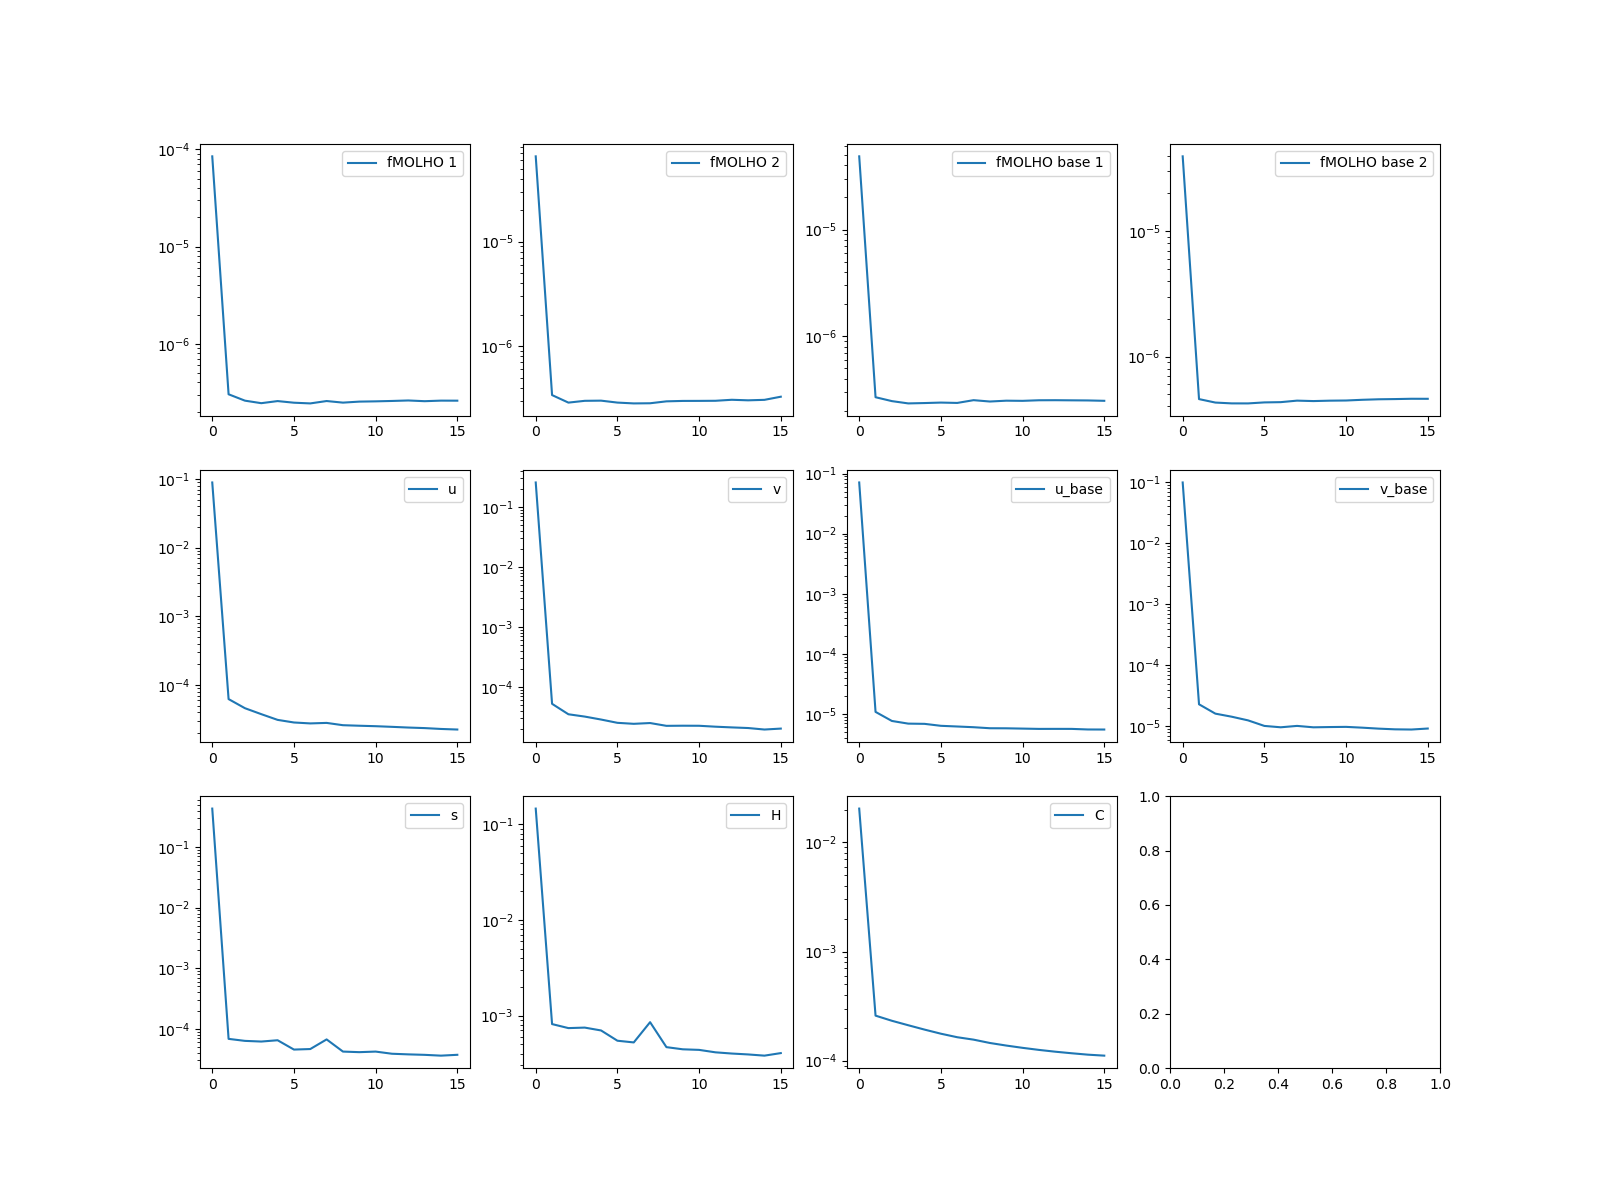 10⁻⁴ 10⁻⁵ 10⁻⁶ 0 5 10 15 fMOLHO 1
10⁻⁵ 10⁻⁶ 0 5 10 15 fMOLHO 2
10⁻⁵ 10⁻⁶ 0 5 10 15 fMOLHO base 1
10⁻⁵ 10⁻⁶ 0 5 10 15 fMOLHO base 2
10⁻¹ 10⁻² 10⁻³ 10⁻⁴ 0 5 10 15 u
10⁻¹ 10⁻² 10⁻³ 10⁻⁴ 0 5 10 15 v
10⁻¹ 10⁻² 10⁻³ 10⁻⁴ 10⁻⁵ 0 5 10 15 u_base
10⁻¹ 10⁻² 10⁻³ 10⁻⁴ 10⁻⁵ 0 5 10 15 v_base
10⁻¹ 10⁻² 10⁻³ 10⁻⁴ 0 5 10 15 s
10⁻¹ 10⁻² 10⁻³ 0 5 10 15 H
10⁻² 10⁻³ 10⁻⁴ 0 5 10 15 C
1.0 0.8 0.6 0.4 0.2 0.0 0.0 0.2 0.4 0.6 0.8 1.0